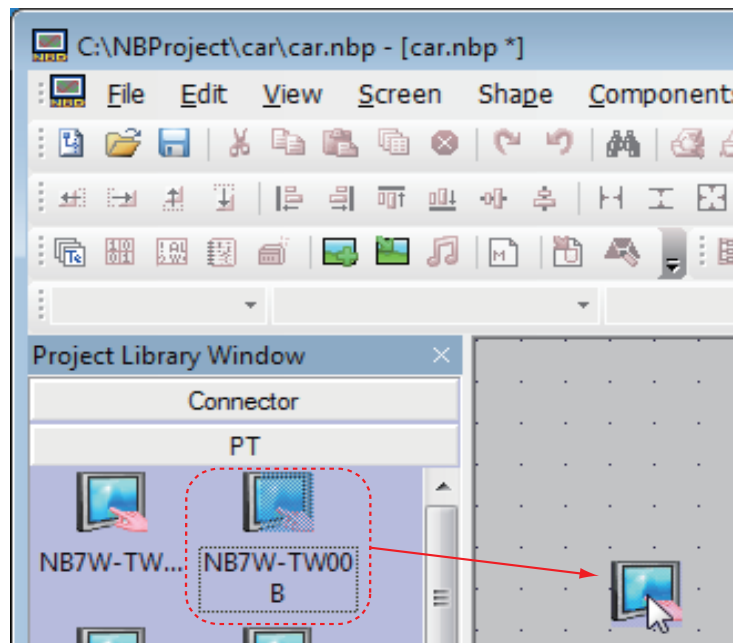 C:\NBProject\car\car.nbp - [car.nbp *]
File Edit View Screen Shape Components
Project Library Window
Connector
PT
NB7W-TW... NB7W-TW00
B